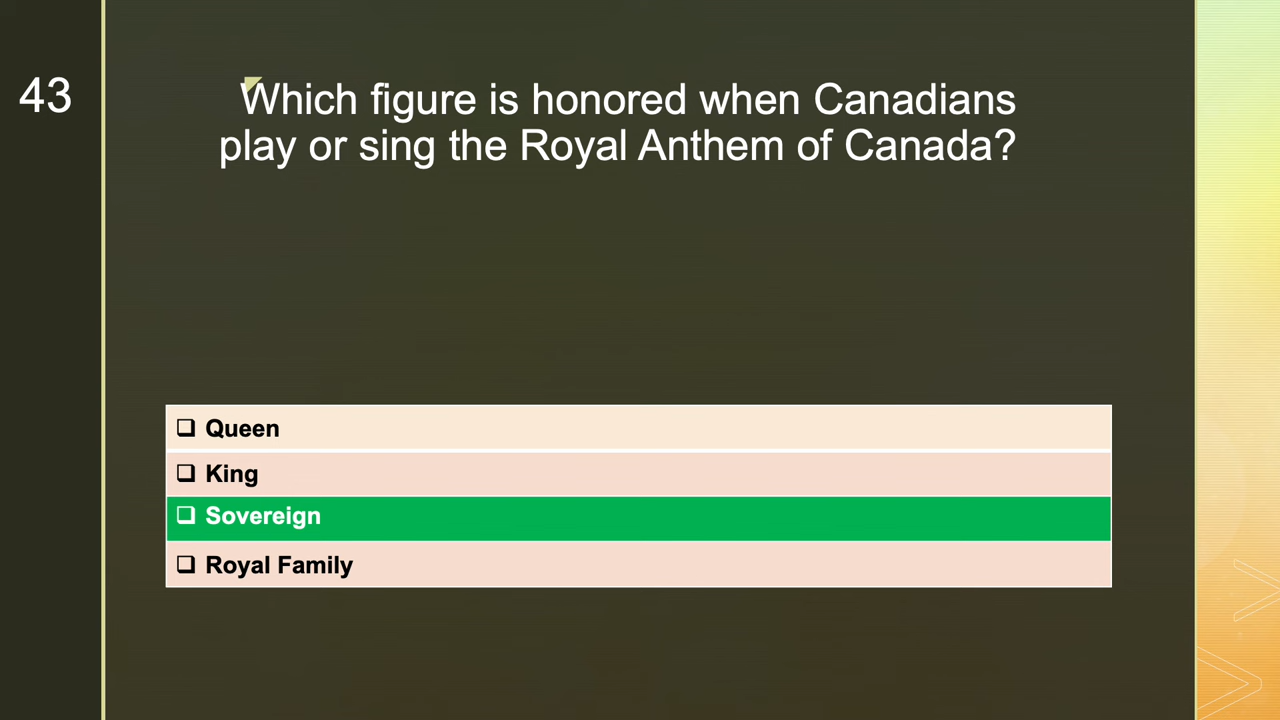 43
Which figure is honored when Canadians
play or sing the Royal Anthem of Canada?
Queen
King
Sovereign
Royal Family